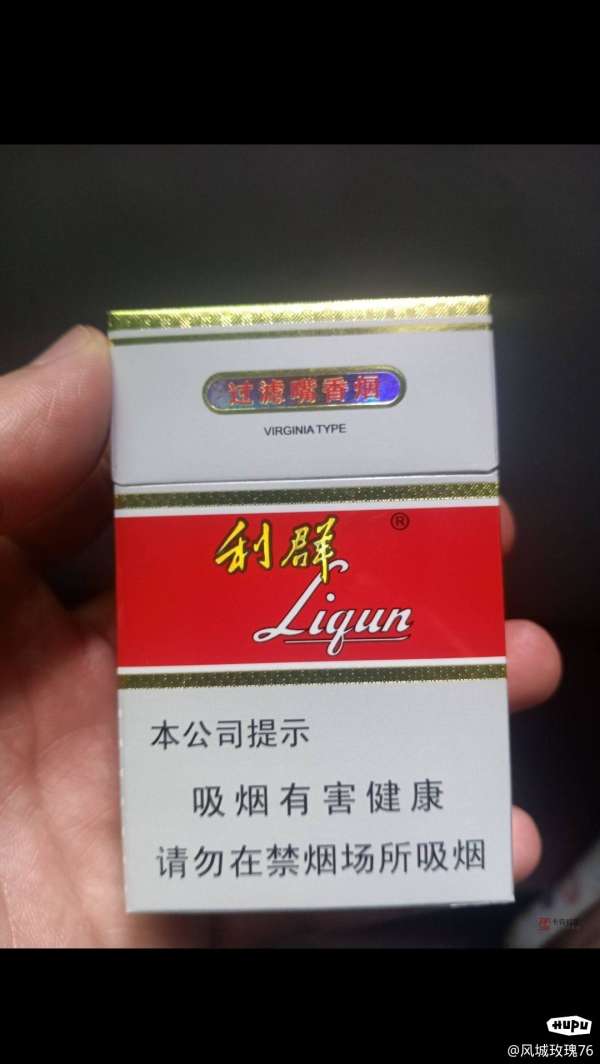 过滤嘴香烟
VIRGINIA TYPE
利群
®
Liqun
本公司提示
吸烟有害健康
请勿在禁烟场所吸烟
HUPU
@风城玫瑰76